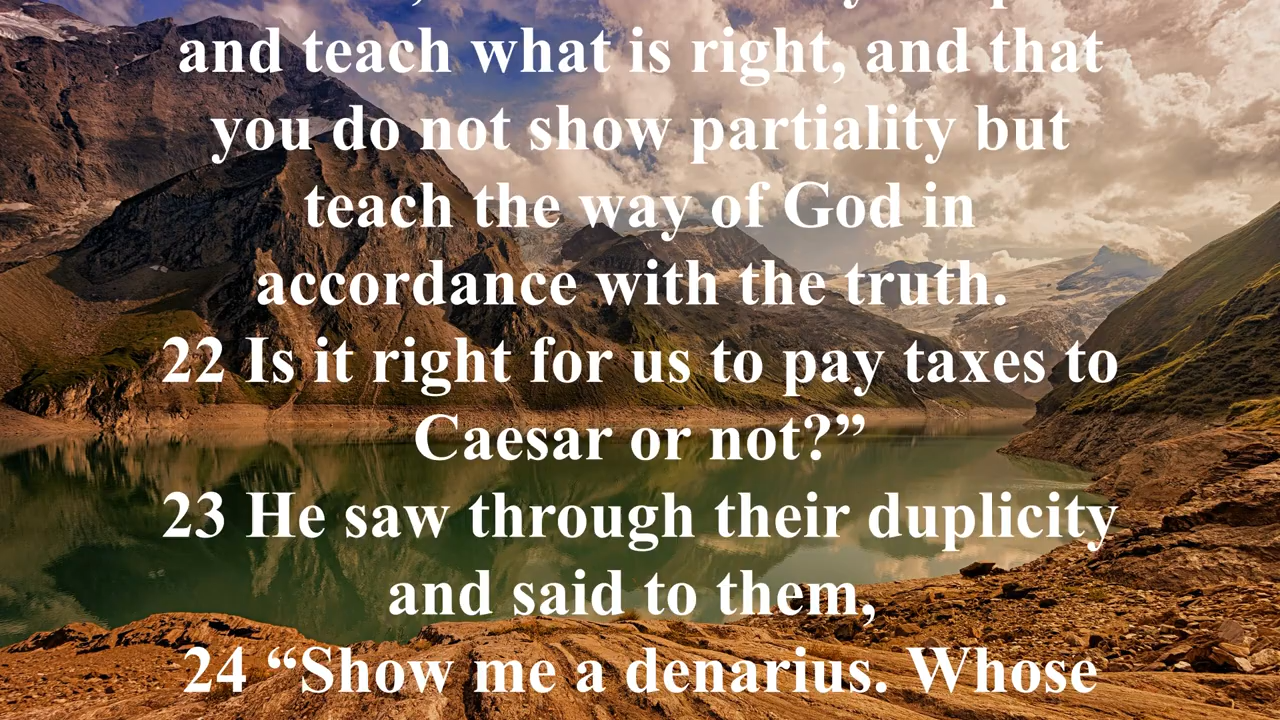 and teach what is right, and that
you do not show partiality but
teach the way of God in
accordance with the truth.
22 Is it right for us to pay taxes to
Caesar or not?”
23 He saw through their duplicity
and said to them,
24 “Show me a denarius. Whose